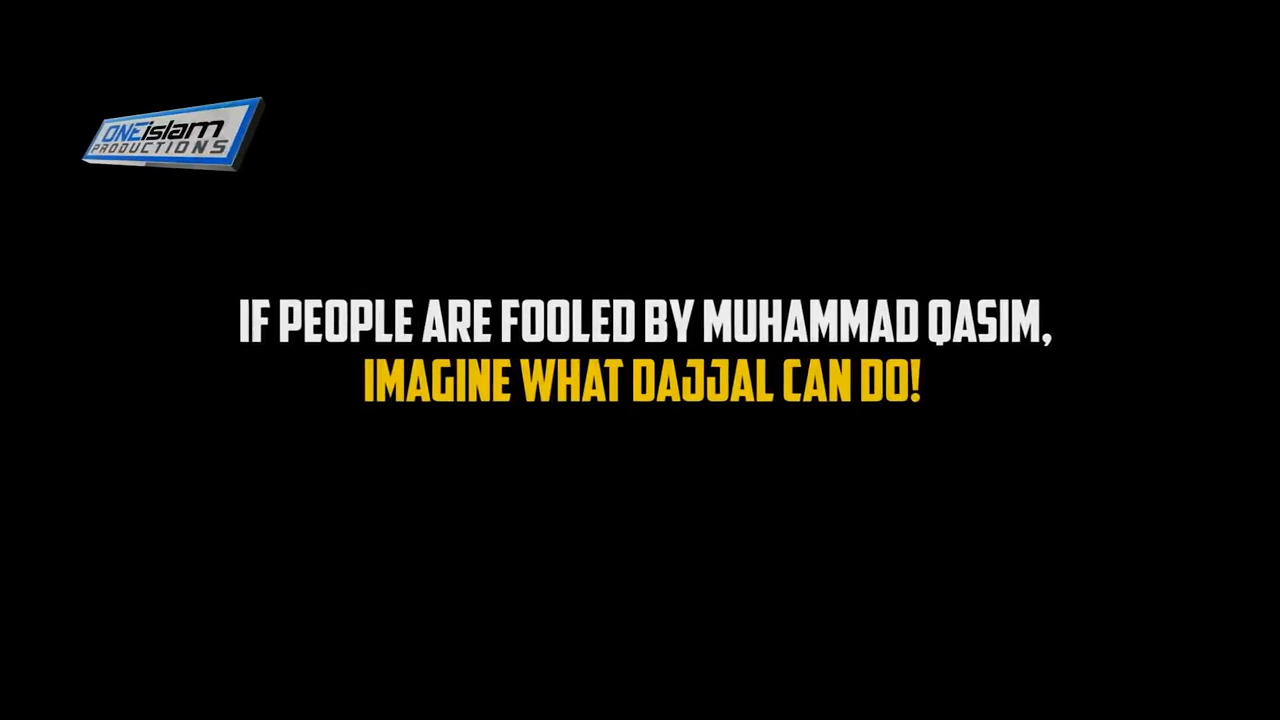 ONEislam
PRODUCTIONS
IF PEOPLE ARE FOOLED BY MUHAMMAD QASIM,
IMAGINE WHAT DAJJAL CAN DO!